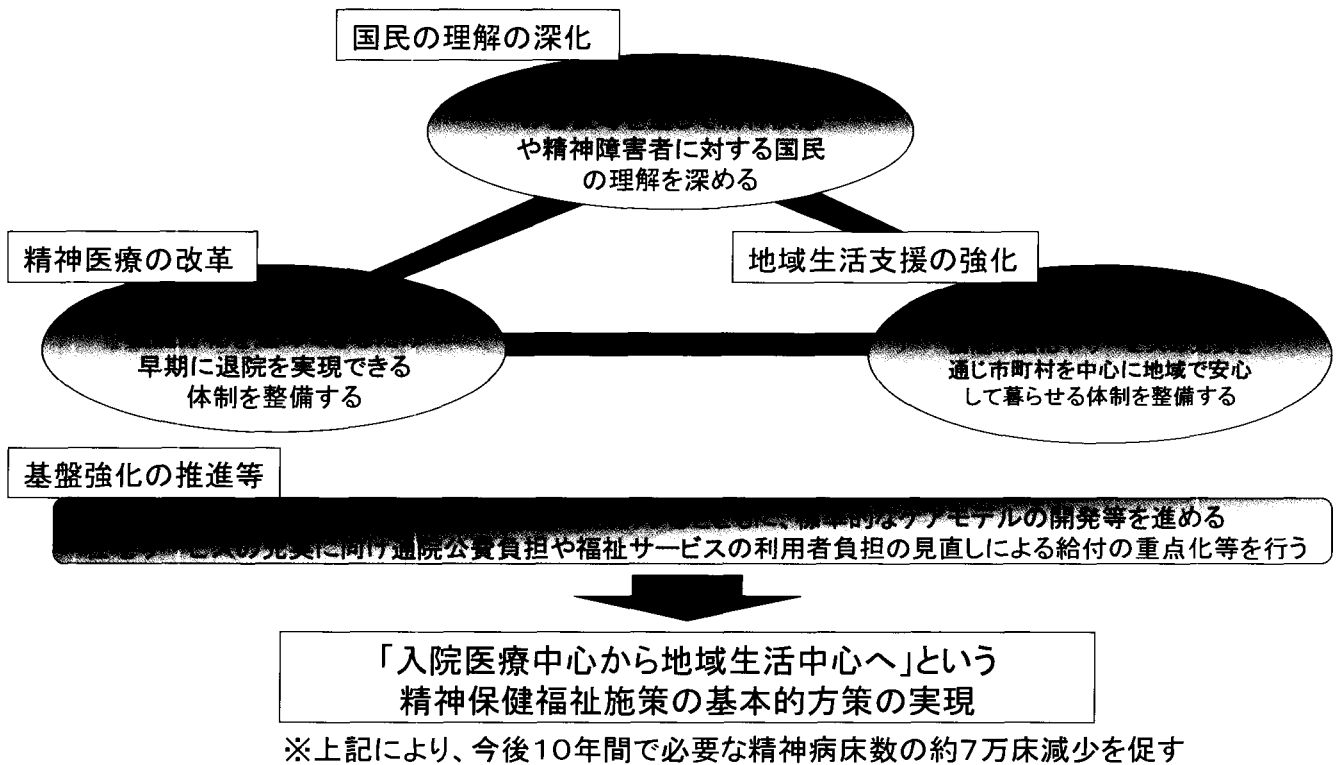 国民の理解の深化
や精神障害者に対する国民
の理解を深める
精神医療の改革
早期に退院を実現できる
体制を整備する
地域生活支援の強化
通じ市町村を中心に地域で安心
して暮らせる体制を整備する
基盤強化の推進等
、標準的なケアモデルの開発等を進める
の充実に向け通院公費負担や福祉サービスの利用者負担の見直しによる給付の重点化等を行う
「入院医療中心から地域生活中心へ」という
精神保健福祉施策の基本的方策の実現
※上記により、今後10年間で必要な精神病床数の約7万床減少を促す